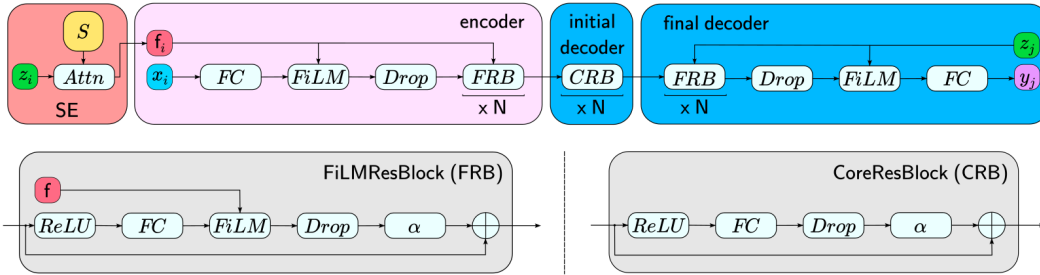 encoder
initial
decoder
final decoder
S
f_i
z_j
z_i
Attn
x_i
FC
FiLM
Drop
FRB
CRB
FRB
Drop
FiLM
FC
y_j
SE
x N
x N
x N
FiLMResBlock (FRB)
f
ReLU
FC
FiLM
Drop
α
CoreResBlock (CRB)
ReLU
FC
Drop
α